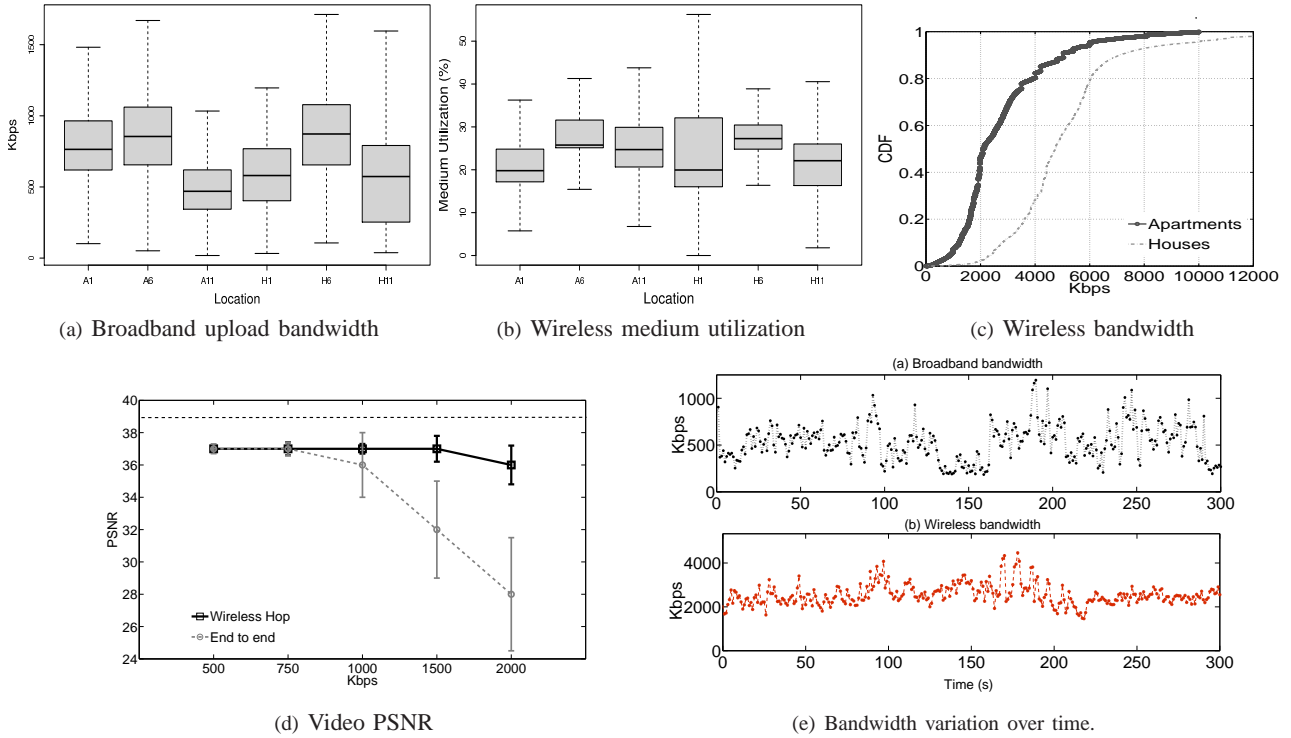 Kbps
0
500
1000
1500
A1
A6
A11
H1
H6
H11
Location
(a) Broadband upload bandwidth
Medium Utilization (%)
0
10
20
30
40
50
A1
A6
A11
H1
H6
H11
Location
(b) Wireless medium utilization
CDF
1
0.8
0.6
0.4
0.2
0
0
2000
4000
6000
8000
10000
12000
Kbps
Apartments
Houses
(c) Wireless bandwidth
PSNR
40
39
38
37
36
34
32
30
28
26
24
500
750
1000
1500
2000
Kbps
Wireless Hop
End to end
(d) Video PSNR
(a) Broadband bandwidth
Kbps
1000
500
0
0
50
100
150
200
250
300
(b) Wireless bandwidth
Kbps
4000
2000
0
0
50
100
150
200
250
300
Time (s)
(e) Bandwidth variation over time.